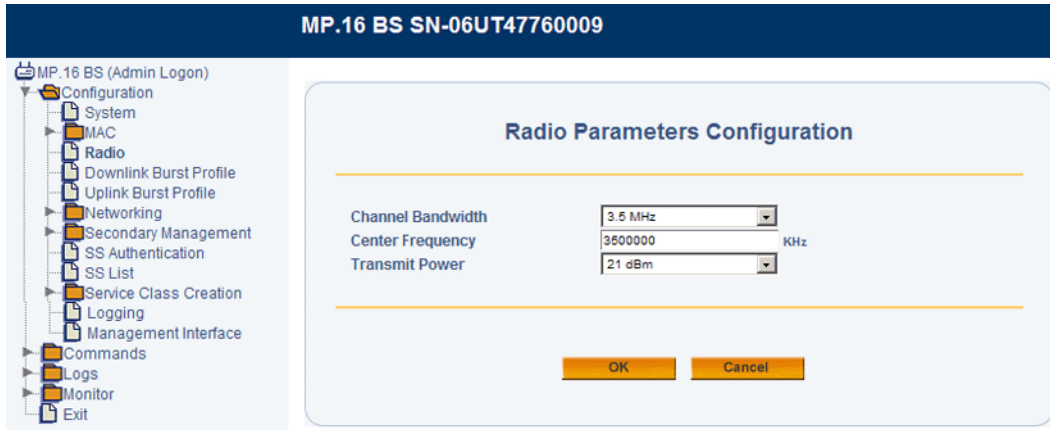 MP.16 BS SN-06UT47760009
MP.16 BS (Admin Logon)
Configuration
System
MAC
Radio
Downlink Burst Profile
Uplink Burst Profile
Networking
Secondary Management
SS Authentication
SS List
Service Class Creation
Logging
Management Interface
Commands
Logs
Monitor
Exit
Radio Parameters Configuration
Channel Bandwidth 3.5 MHz
Center Frequency 3500000 KHz
Transmit Power 21 dBm
OK Cancel